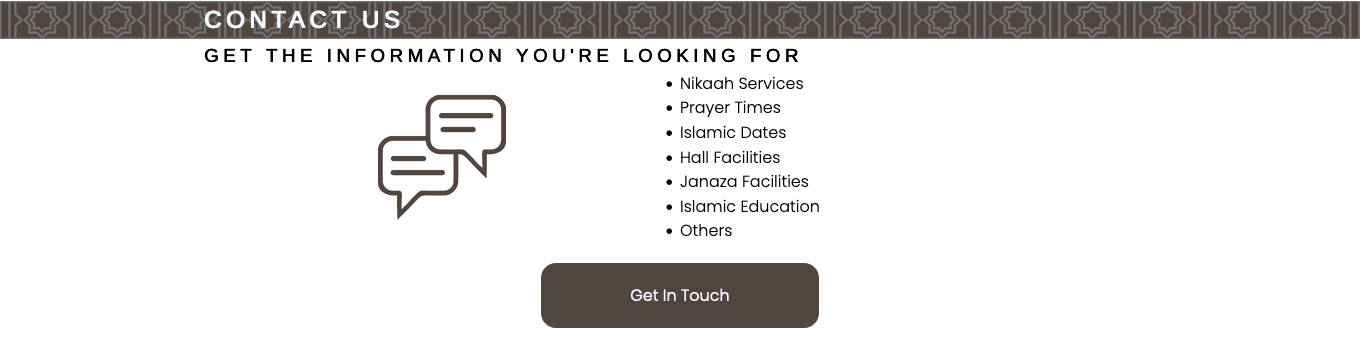 CONTACT US
GET THE INFORMATION YOU'RE LOOKING FOR
Nikaah Services
Prayer Times
Islamic Dates
Hall Facilities
Janaza Facilities
Islamic Education
Others
Get In Touch